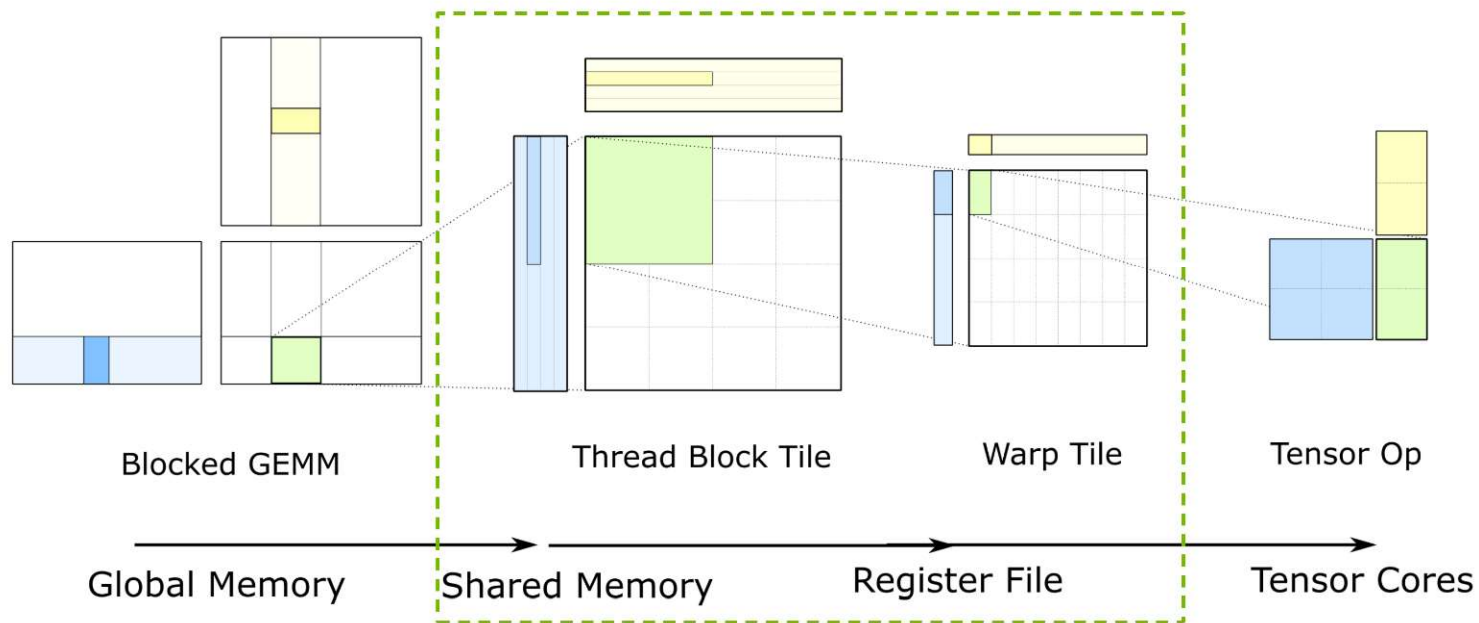 Blocked GEMM
Thread Block Tile
Warp Tile
Tensor Op
Global Memory
Shared Memory
Register File
Tensor Cores